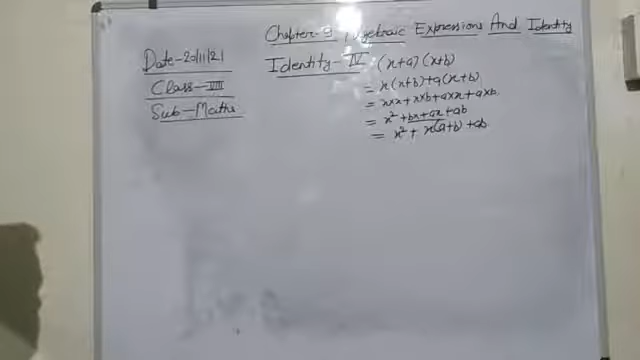 Chapter-9 Algebraic Expressions And Identity
Date-20/11/21
Class-VIII
Sub-Maths
Identity-IV (x+a) (x+b)
= x(x+b)+a(x+b)
= x×x+x×b+a×x+a×b
= x²+bx+ax+ab
= x²+x(a+b)+ab